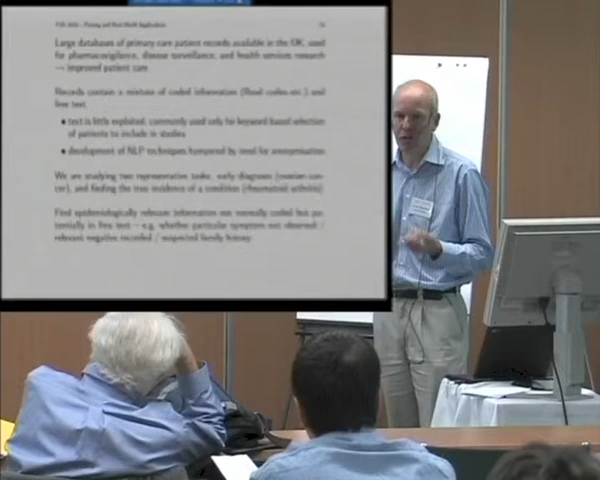 Large databases of primary care patient records available in the UK, used
for pharmacovigilance, disease surveillance, and health services research
→ improved patient care
Records contain a mixture of coded information (Read codes etc.) and
free text
• text is little exploited, commonly used only for keyword-based selection
of patients to include in studies
• development of NLP techniques hampered by need for anonymisation
We are studying two representative tasks: early diagnosis (ovarian can-
cer), and finding the true incidence of a condition (rheumatoid arthritis)
Find epidemiologically relevant information not normally coded but po-
tentially in free text – e.g. whether particular symptom not observed /
relevant negative recorded / suspected family history